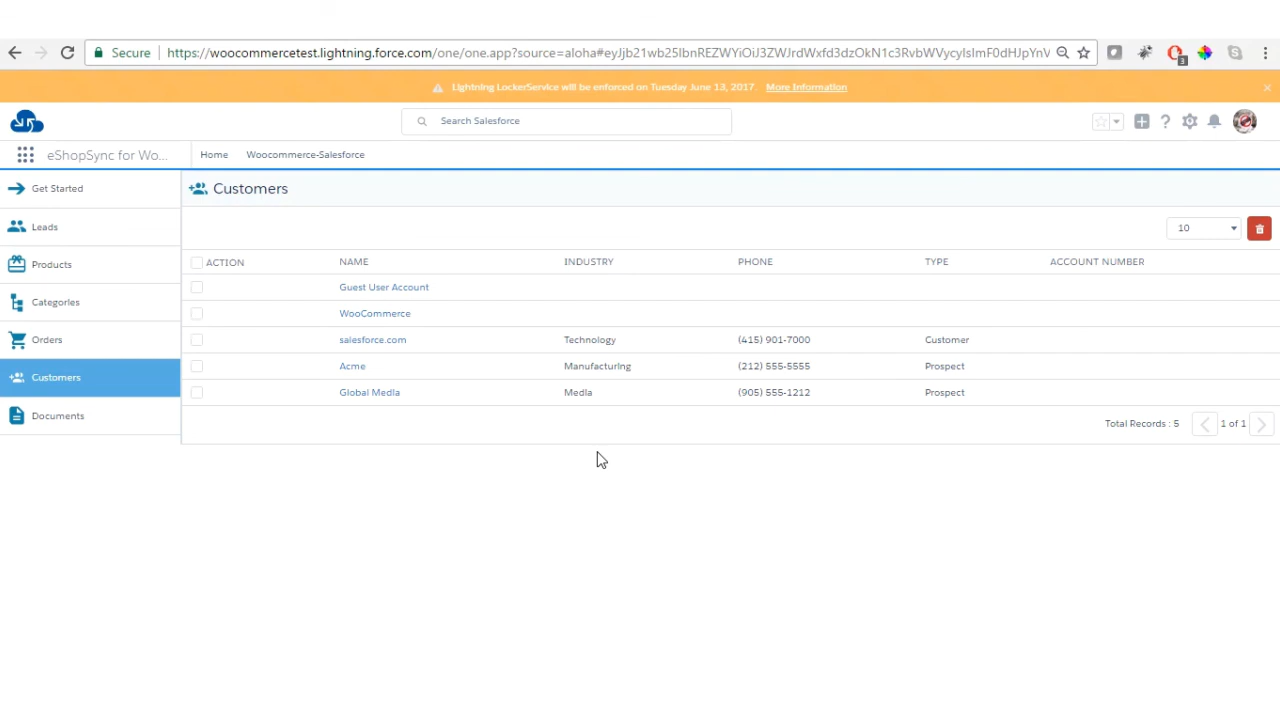 Secure | https://woocommercetest.lightning.force.com/one/one.app?source=aloha#
3
Lightning LockerService will be enforced on Tuesday June 13, 2017. More Information
Search Salesforce
eShopSync for Wo... Home Woocommerce-Salesforce
Get Started
Leads
Products
Categories
Orders
Customers
Documents
Customers
10
ACTION NAME INDUSTRY PHONE TYPE ACCOUNT NUMBER
Guest User Account
WooCommerce
salesforce.com Technology (415) 901-7000 Customer
Acme Manufacturing (212) 555-5555 Prospect
Global Media Media (905) 555-1212 Prospect
Total Records : 5 1 of 1